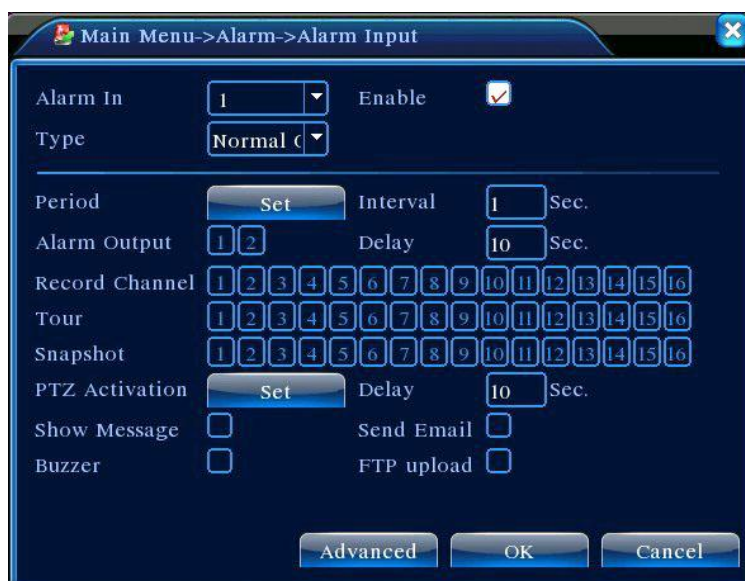 Main Menu->Alarm->Alarm Input
Alarm In 1 Enable
Type Normal
Period Set Interval 1 Sec.
Alarm Output 1 2 Delay 10 Sec.
Record Channel 1 2 3 4 5 6 7 8 9 10 11 12 13 14 15 16
Tour 1 2 3 4 5 6 7 8 9 10 11 12 13 14 15 16
Snapshot 1 2 3 4 5 6 7 8 9 10 11 12 13 14 15 16
PTZ Activation Set Delay 10 Sec.
Show Message Send Email
Buzzer FTP upload
Advanced OK Cancel